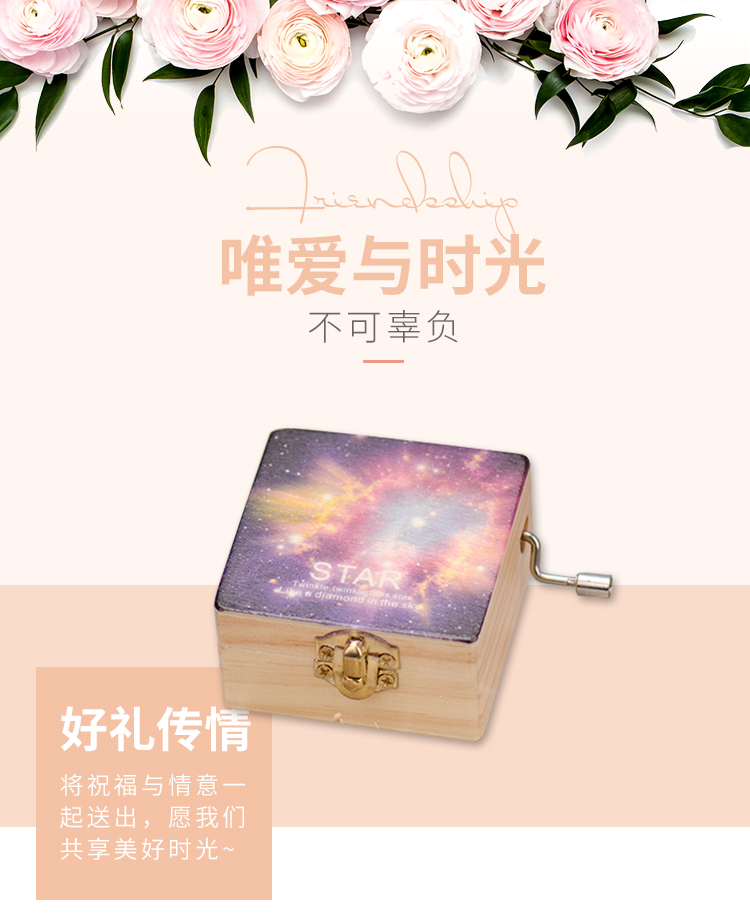 Friendship
唯爱与时光
不可辜负
STAR
Twinkle twinkle little star
Like a diamond in the sky
好礼传情
将祝福与情意一
起送出，愿我们
共享美好时光~